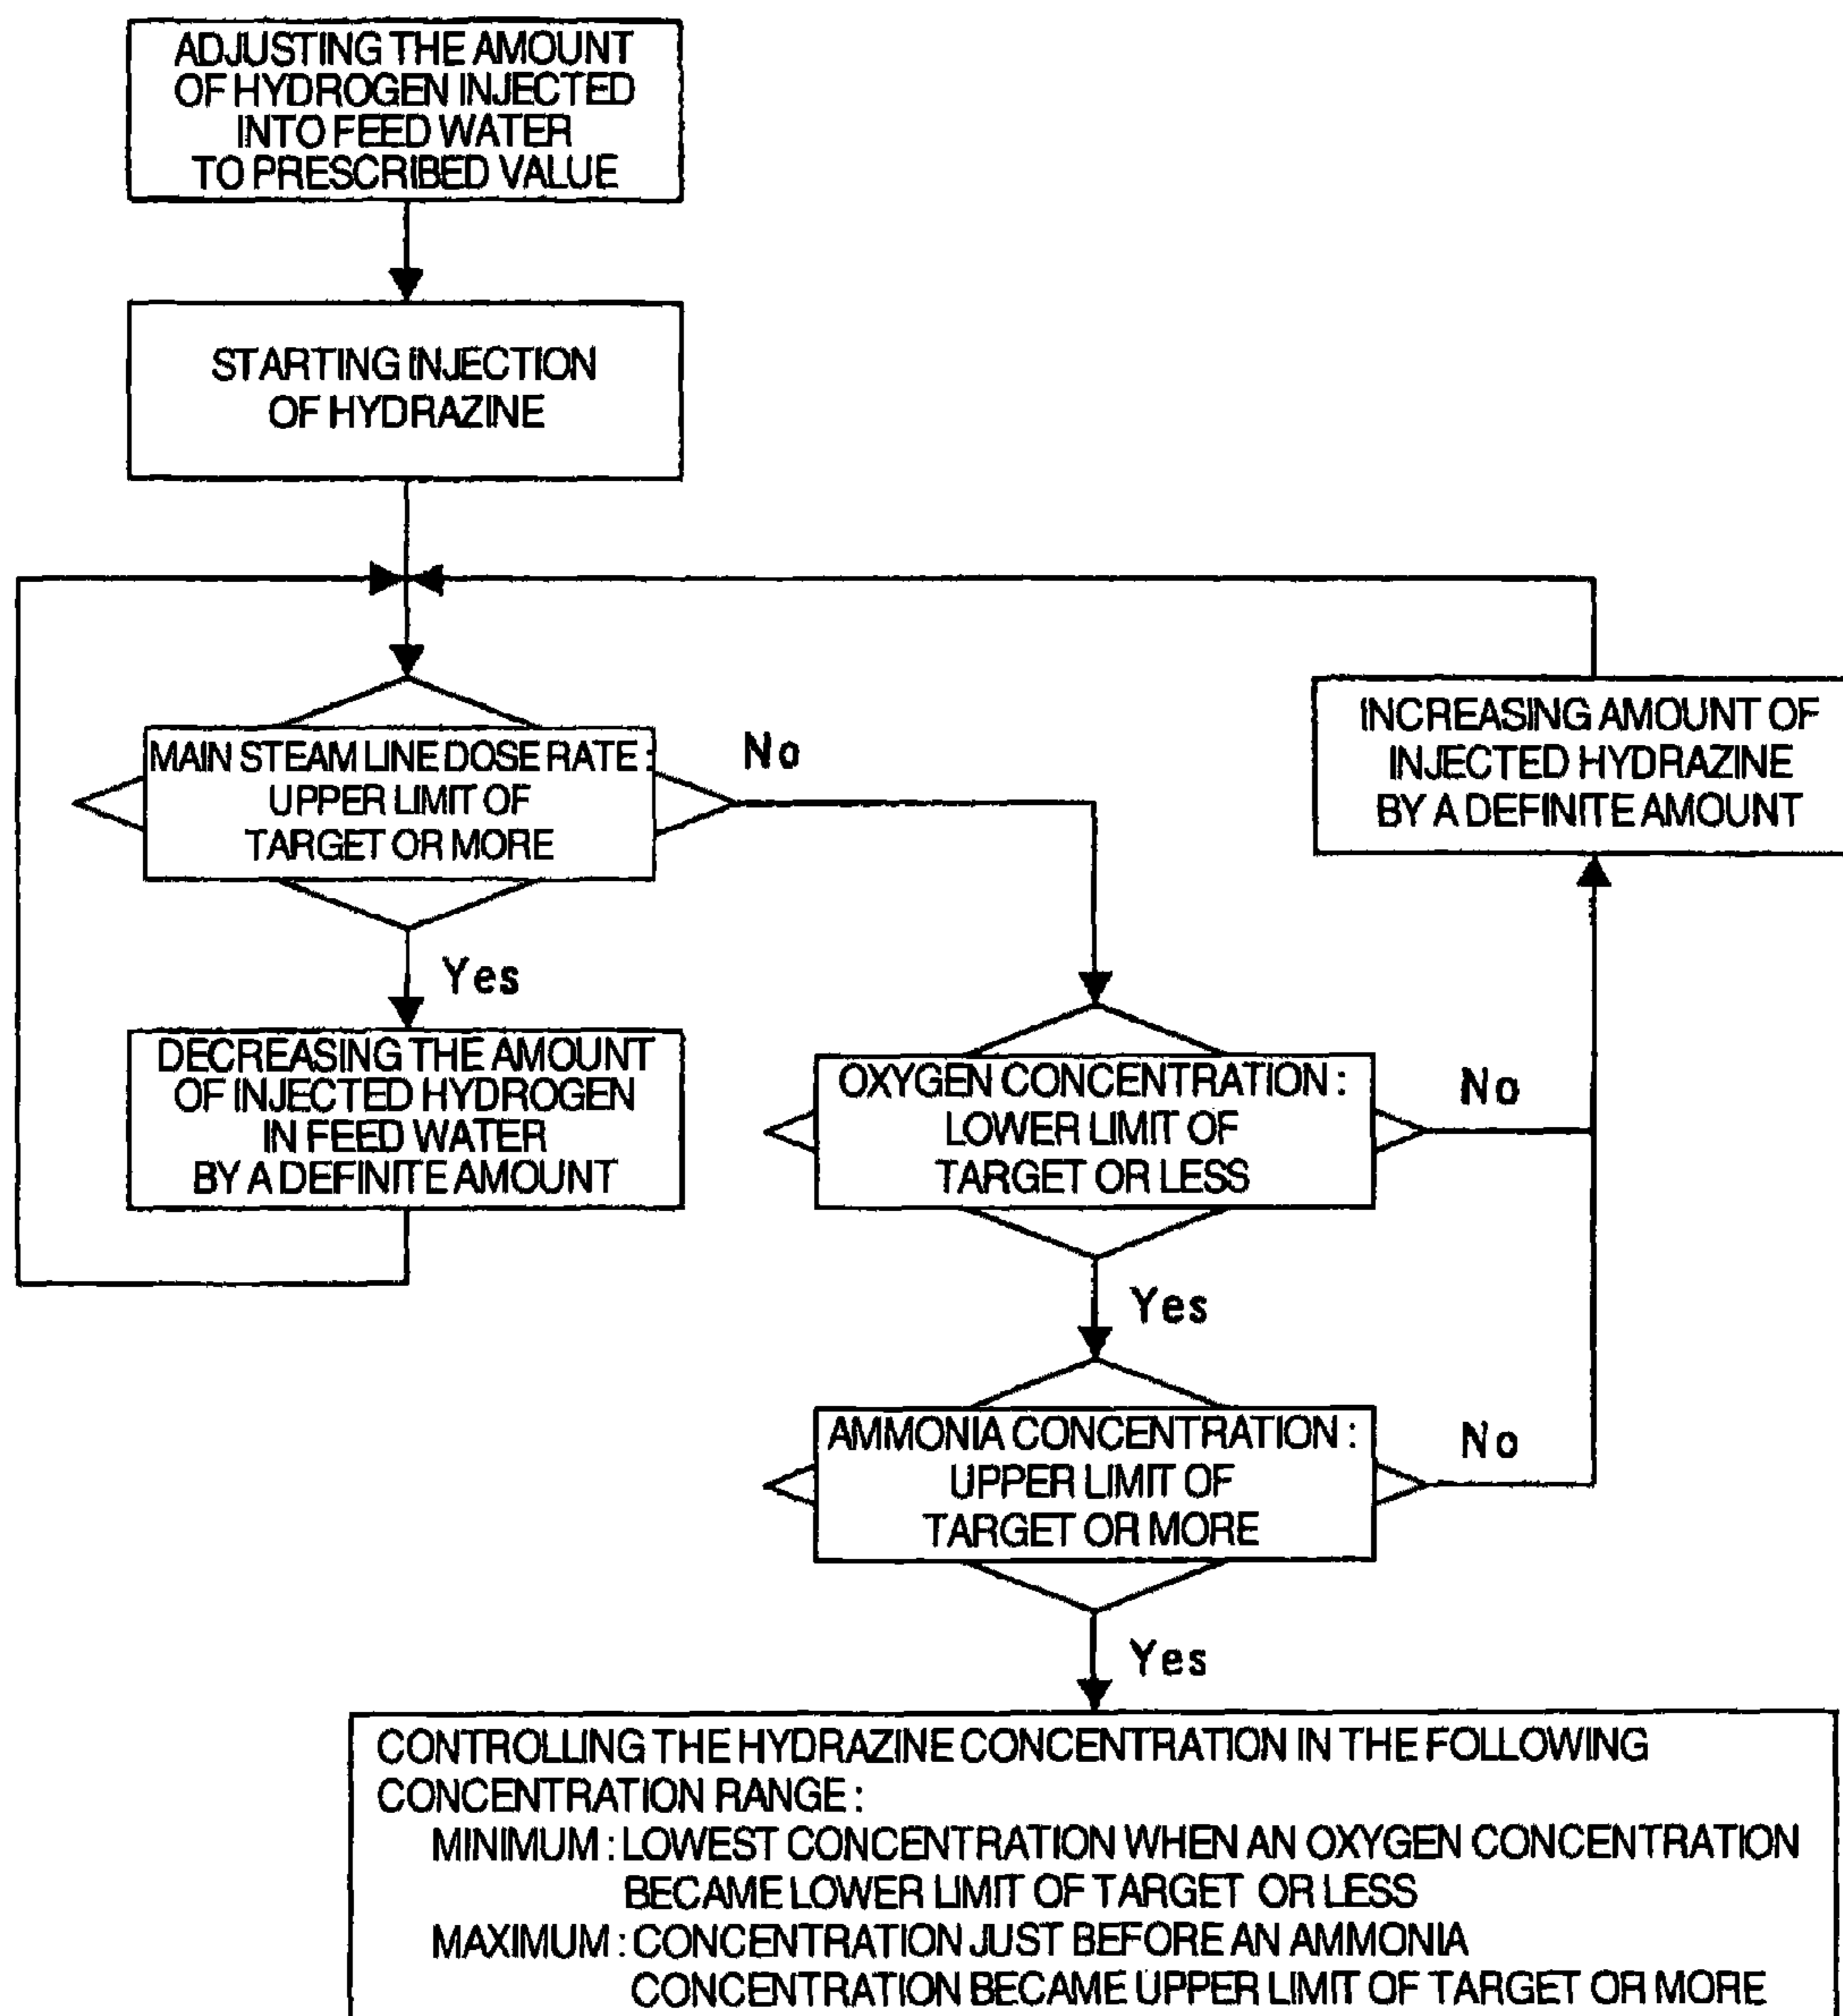 ADJUSTING THE AMOUNT
OF HYDROGEN INJECTED
INTO FEED WATER
TO PRESCRIBED VALUE
STARTING INJECTION
OF HYDRAZINE
MAIN STEAM LINE DOSE RATE :
UPPER LIMIT OF
TARGET OR MORE
No
INCREASING AMOUNT OF
INJECTED HYDRAZINE
BY A DEFINITE AMOUNT
Yes
DECREASING THE AMOUNT
OF INJECTED HYDROGEN
IN FEED WATER
BY A DEFINITE AMOUNT
OXYGEN CONCENTRATION :
LOWER LIMIT OF
TARGET OR LESS
No
Yes
AMMONIA CONCENTRATION :
UPPER LIMIT OF
TARGET OR MORE
No
Yes
CONTROLLING THE HYDRAZINE CONCENTRATION IN THE FOLLOWING
CONCENTRATION RANGE :
MINIMUM : LOWEST CONCENTRATION WHEN AN OXYGEN CONCENTRATION
BECAME LOWER LIMIT OF TARGET OR LESS
MAXIMUM : CONCENTRATION JUST BEFORE AN AMMONIA
CONCENTRATION BECAME UPPER LIMIT OF TARGET OR MORE